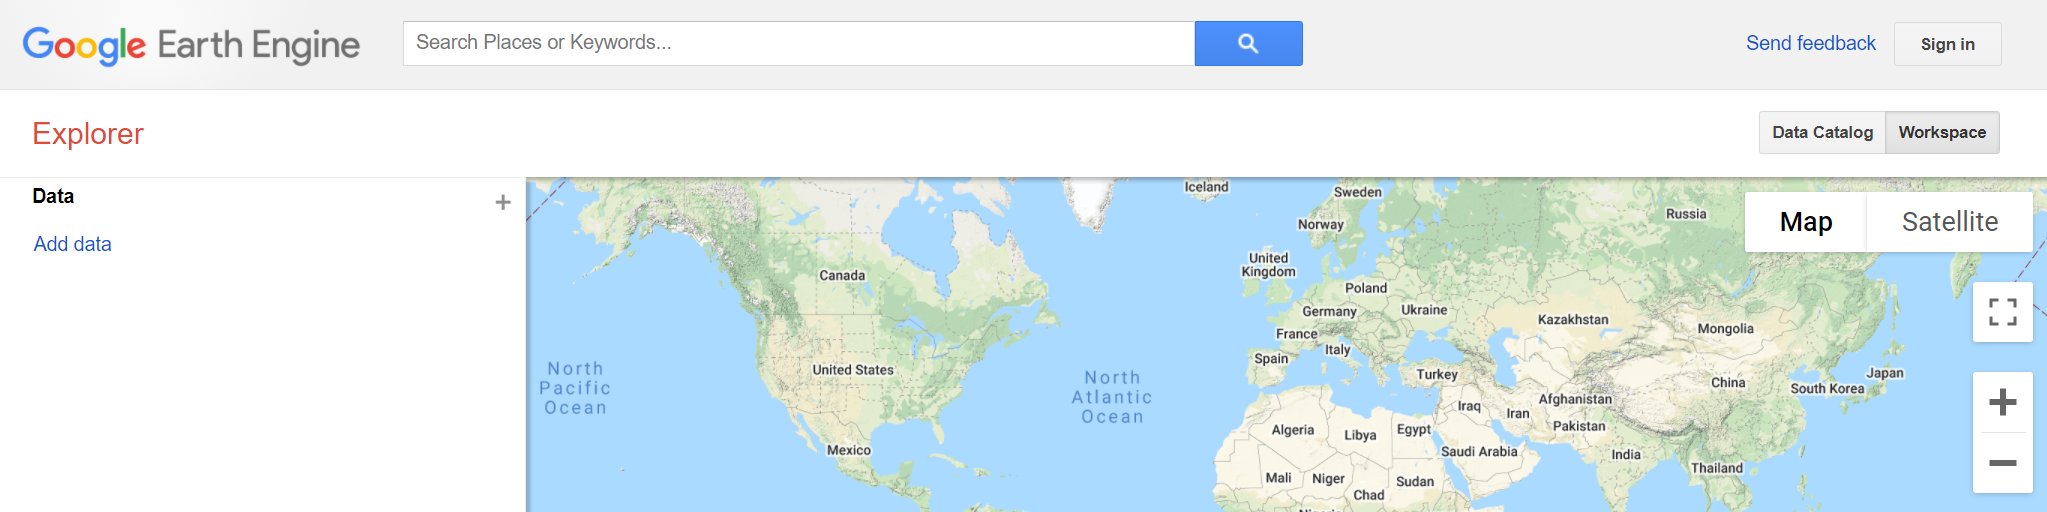 Google Earth Engine
Search Places or Keywords...
Send feedback
Sign in
Explorer
Data Catalog
Workspace
Data
+
Add data
Map
Satellite
Iceland
Sweden
Norway
Russia
Canada
United
Kingdom
Poland
Germany
Ukraine
Kazakhstan
Mongolia
France
Italy
Spain
Turkey
China
Japan
South Korea
United States
North
Pacific
Ocean
North
Atlantic
Ocean
Afghanistan
Iraq
Iran
Pakistan
Algeria
Libya
Egypt
Saudi Arabia
India
Thailand
Mexico
Mali
Niger
Sudan
Chad